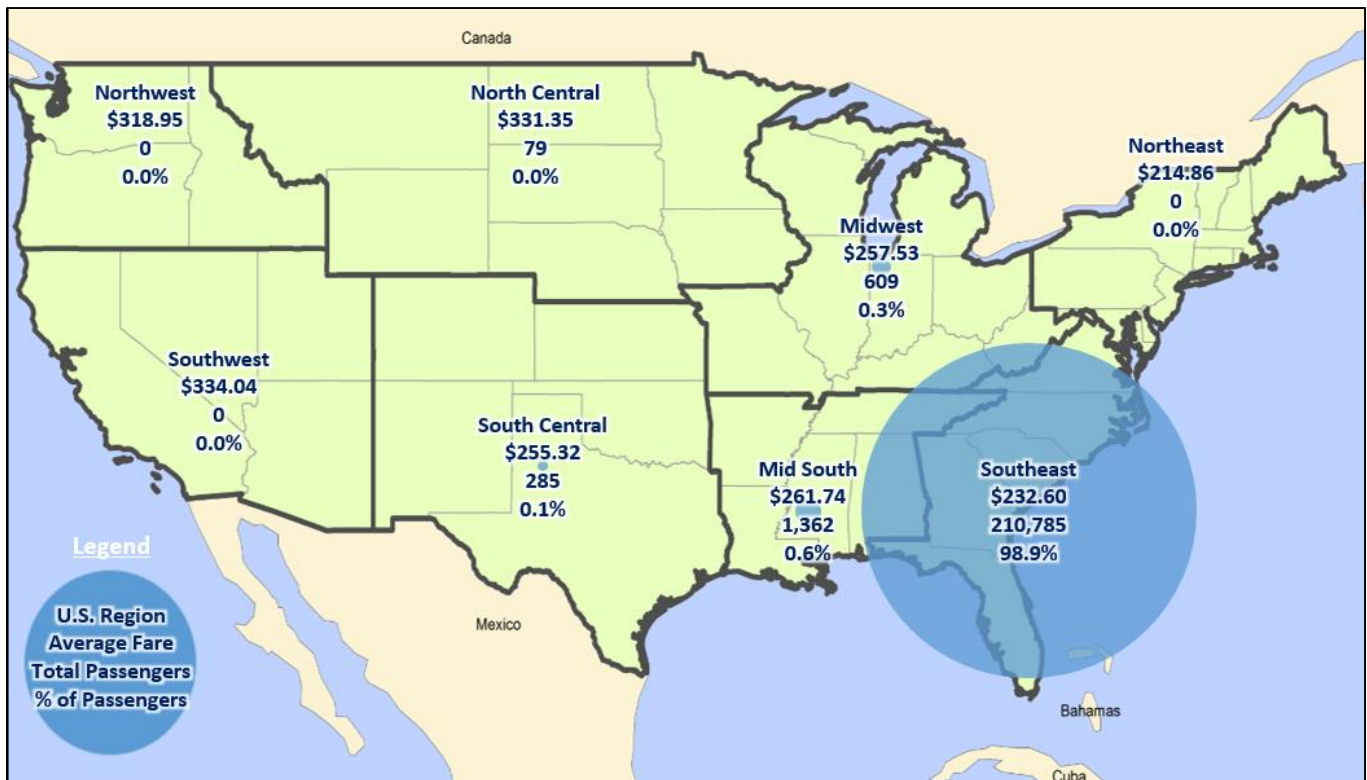 Canada
Northwest
$318.95
0
0.0%
North Central
$331.35
79
0.0%
Northeast
$214.86
0
0.0%
Midwest
$257.53
609
0.3%
Southwest
$334.04
0
0.0%
South Central
$255.32
285
0.1%
Mid South
$261.74
1,362
0.6%
Southeast
$232.60
210,785
98.9%
Legend
U.S. Region
Average Fare
Total Passengers
% of Passengers
Mexico
Bahamas
Cuba